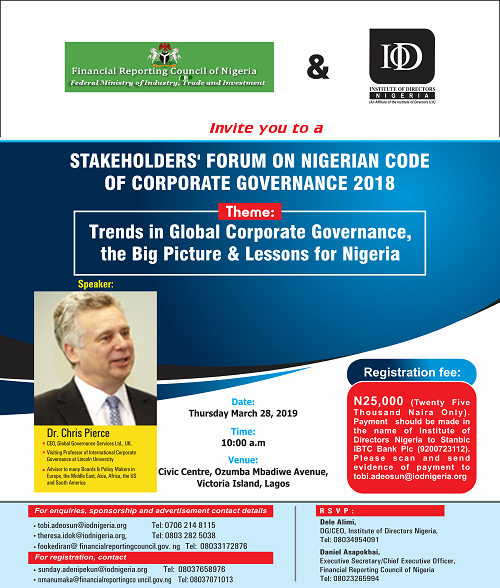 Financial Reporting Council of Nigeria
Federal Ministry of Industry, Trade and Investment
&
IOD
INSTITUTE OF DIRECTORS
NIGERIA
(An Affiliate of the Institute of Directors U.K)
Invite you to a
STAKEHOLDERS' FORUM ON NIGERIAN CODE
OF CORPORATE GOVERNANCE 2018
Theme:
Trends in Global Corporate Governance,
the Big Picture & Lessons for Nigeria
Speaker:
Dr. Chris Pierce
• CEO, Global Governance Services Ltd., UK.
• Visiting Professor of International Corporate
Governance at Lincoln University
• Advisor to many Boards & Policy Makers in
Europe, the Middle East, Asia, Africa, the US
and South America
Date:
Thursday March 28, 2019
Time:
10:00 a.m
Venue:
Civic Centre, Ozumba Mbadiwe Avenue,
Victoria Island, Lagos
Registration fee:
N25,000 (Twenty Five
Thousand Naira Only).
Payment should be made in
the name of Institute of
Directors Nigeria to Stanbic
IBTC Bank Plc (9200723112).
Please scan and send
evidence of payment to
tobi.adeosun@iodnigeria.org
For enquiries, sponsorship and advertisement contact details
• tobi.adeosun@iodnigeria.org Tel: 0706 214 8115
• theresa.idok@iodnigeria.org, Tel: 0803 282 5038
• fookediran@ financialreportingcouncil.gov. ng Tel: 08033172876
For registration, contact
• sunday.adenipekun@iodnigeria.org Tel: 08037658976
• nmanumaka@financialreportingco uncil.gov.ng Tel: 08037071013
R S V P :
Dele Alimi,
DG/CEO, Institute of Directors Nigeria,
Tel: 08034954091
Daniel Asapokhai,
Executive Secretary/Chief Executive Officer,
Financial Reporting Council of Nigeria
Tel: 08023265994